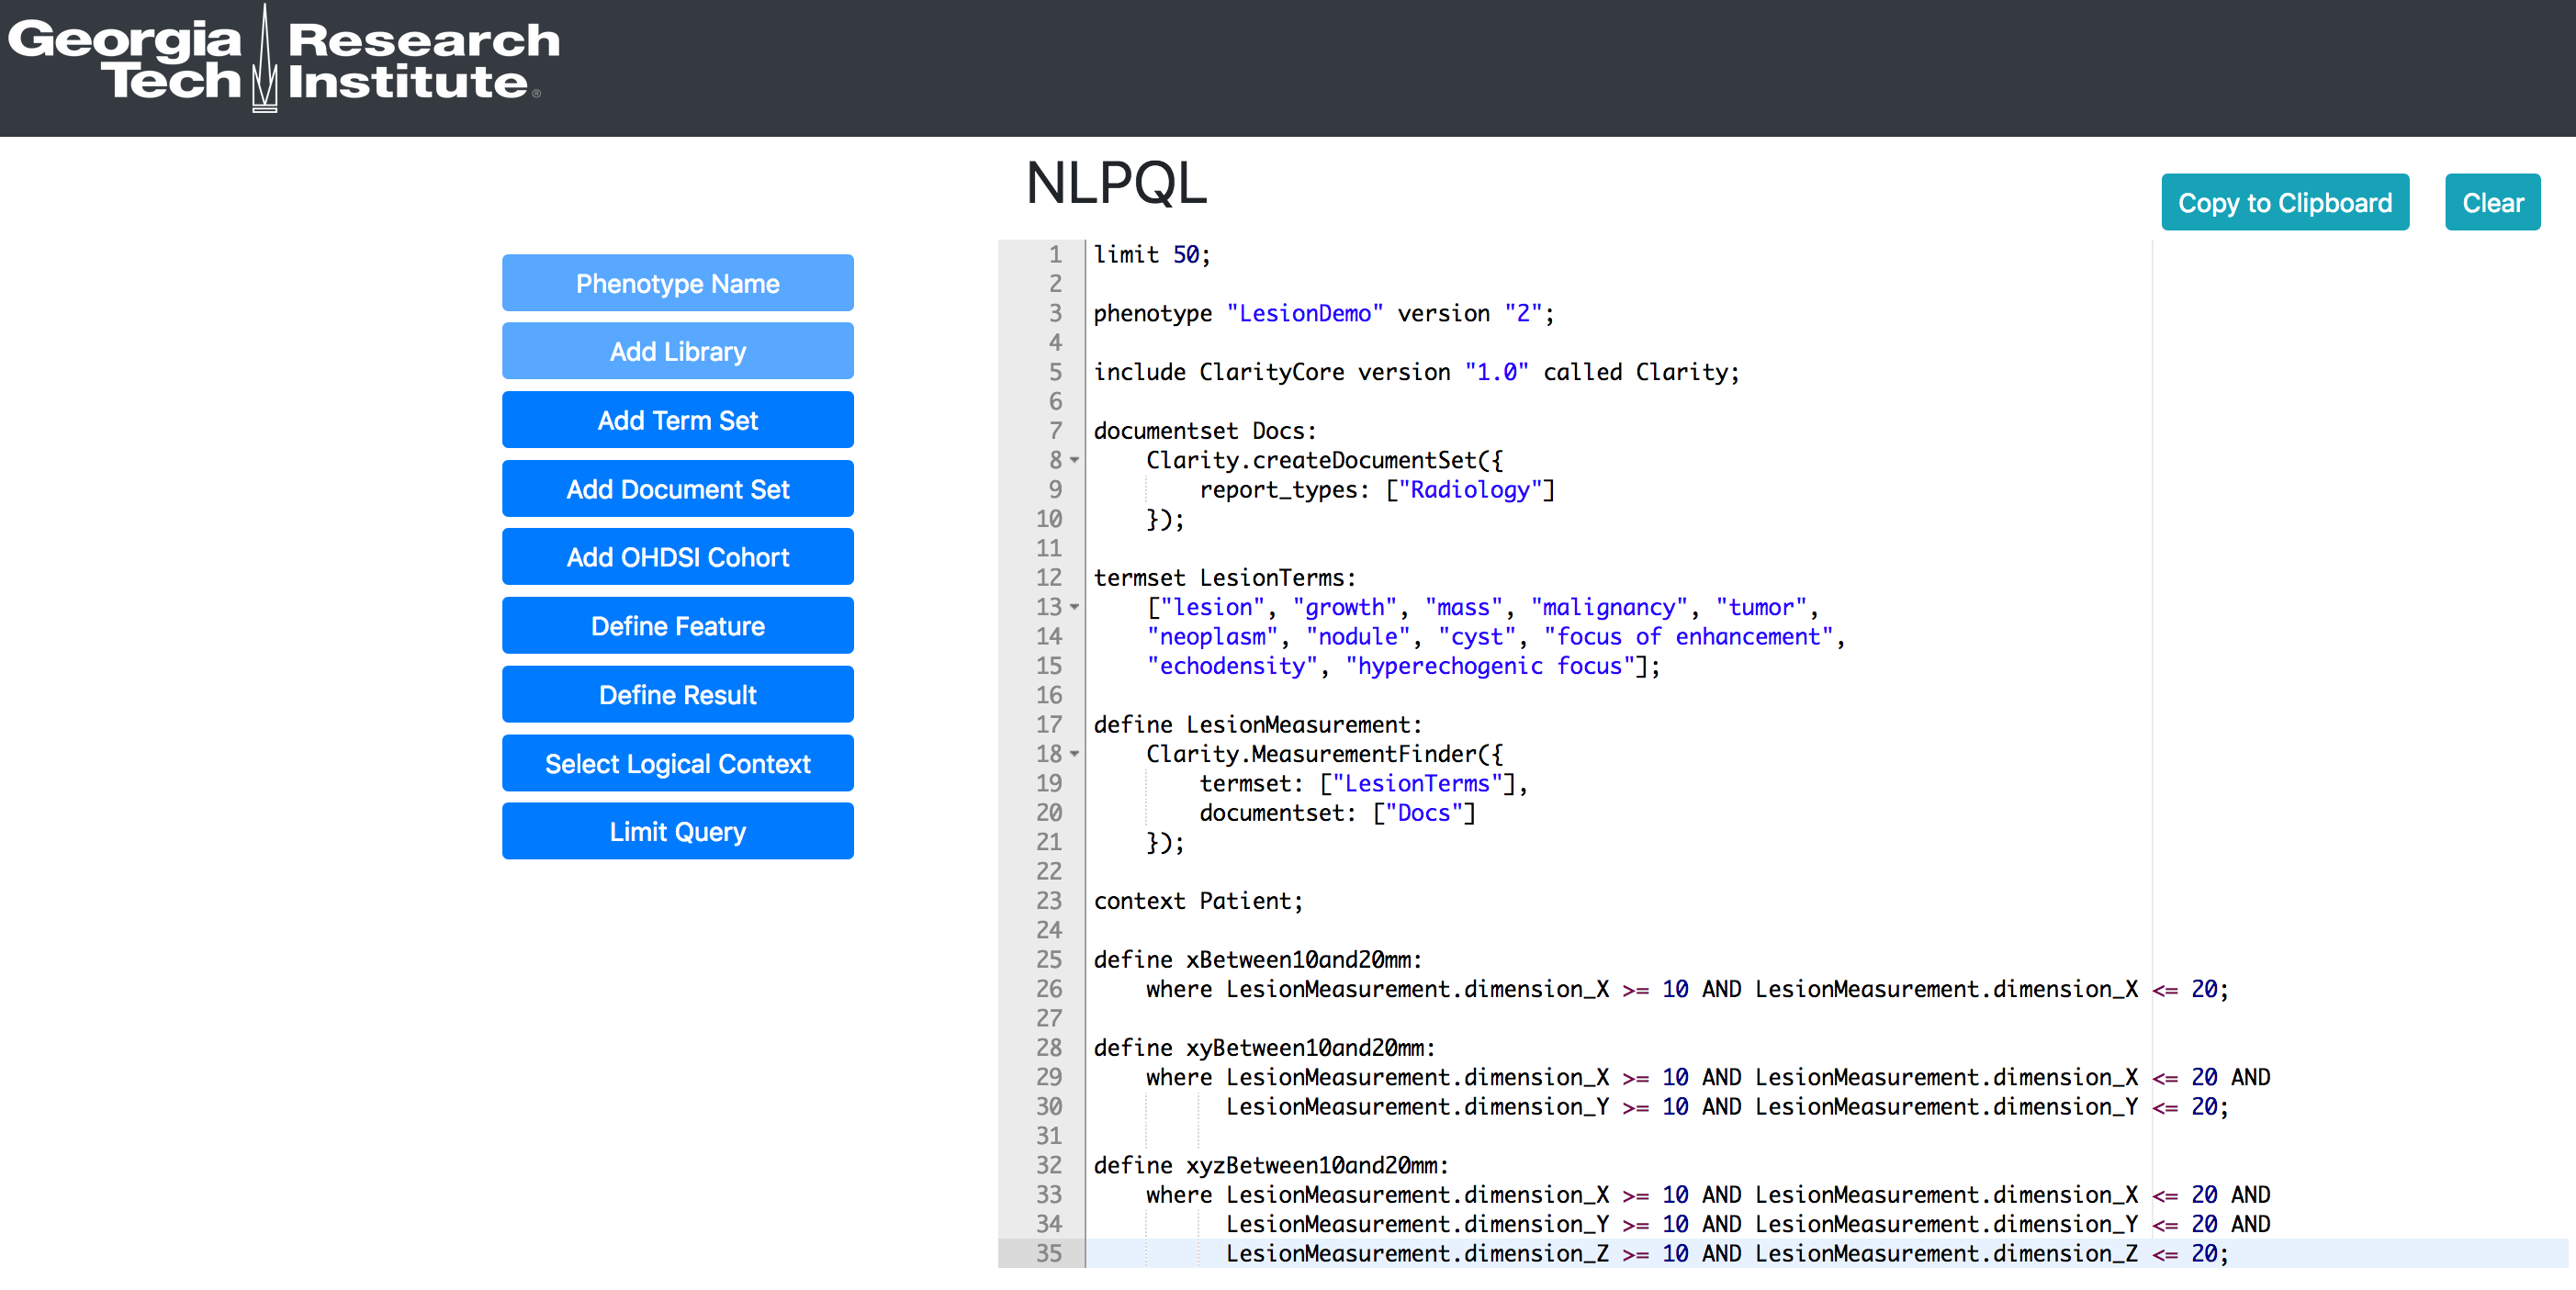 Georgia Tech Research Institute®
NLPQL
Copy to Clipboard
Clear
Phenotype Name
Add Library
Add Term Set
Add Document Set
Add OHDSI Cohort
Define Feature
Define Result
Select Logical Context
Limit Query
1 limit 50;
2
3 phenotype "LesionDemo" version "2";
4
5 include ClarityCore version "1.0" called Clarity;
6
7 documentset Docs:
8 Clarity.createDocumentSet({
9 report_types: ["Radiology"]
10 });
11
12 termset LesionTerms:
13 ["lesion", "growth", "mass", "malignancy", "tumor",
14 "neoplasm", "nodule", "cyst", "focus of enhancement",
15 "echodensity", "hyperechogenic focus"];
16
17 define LesionMeasurement:
18 Clarity.MeasurementFinder({
19 termset: ["LesionTerms"],
20 documentset: ["Docs"]
21 });
22
23 context Patient;
24
25 define xBetween10and20mm:
26 where LesionMeasurement.dimension_X >= 10 AND LesionMeasurement.dimension_X <= 20;
27
28 define xyBetween10and20mm:
29 where LesionMeasurement.dimension_X >= 10 AND LesionMeasurement.dimension_X <= 20 AND
30 LesionMeasurement.dimension_Y >= 10 AND LesionMeasurement.dimension_Y <= 20;
31
32 define xyzBetween10and20mm:
33 where LesionMeasurement.dimension_X >= 10 AND LesionMeasurement.dimension_X <= 20 AND
34 LesionMeasurement.dimension_Y >= 10 AND LesionMeasurement.dimension_Y <= 20 AND
35 LesionMeasurement.dimension_Z >= 10 AND LesionMeasurement.dimension_Z <= 20;